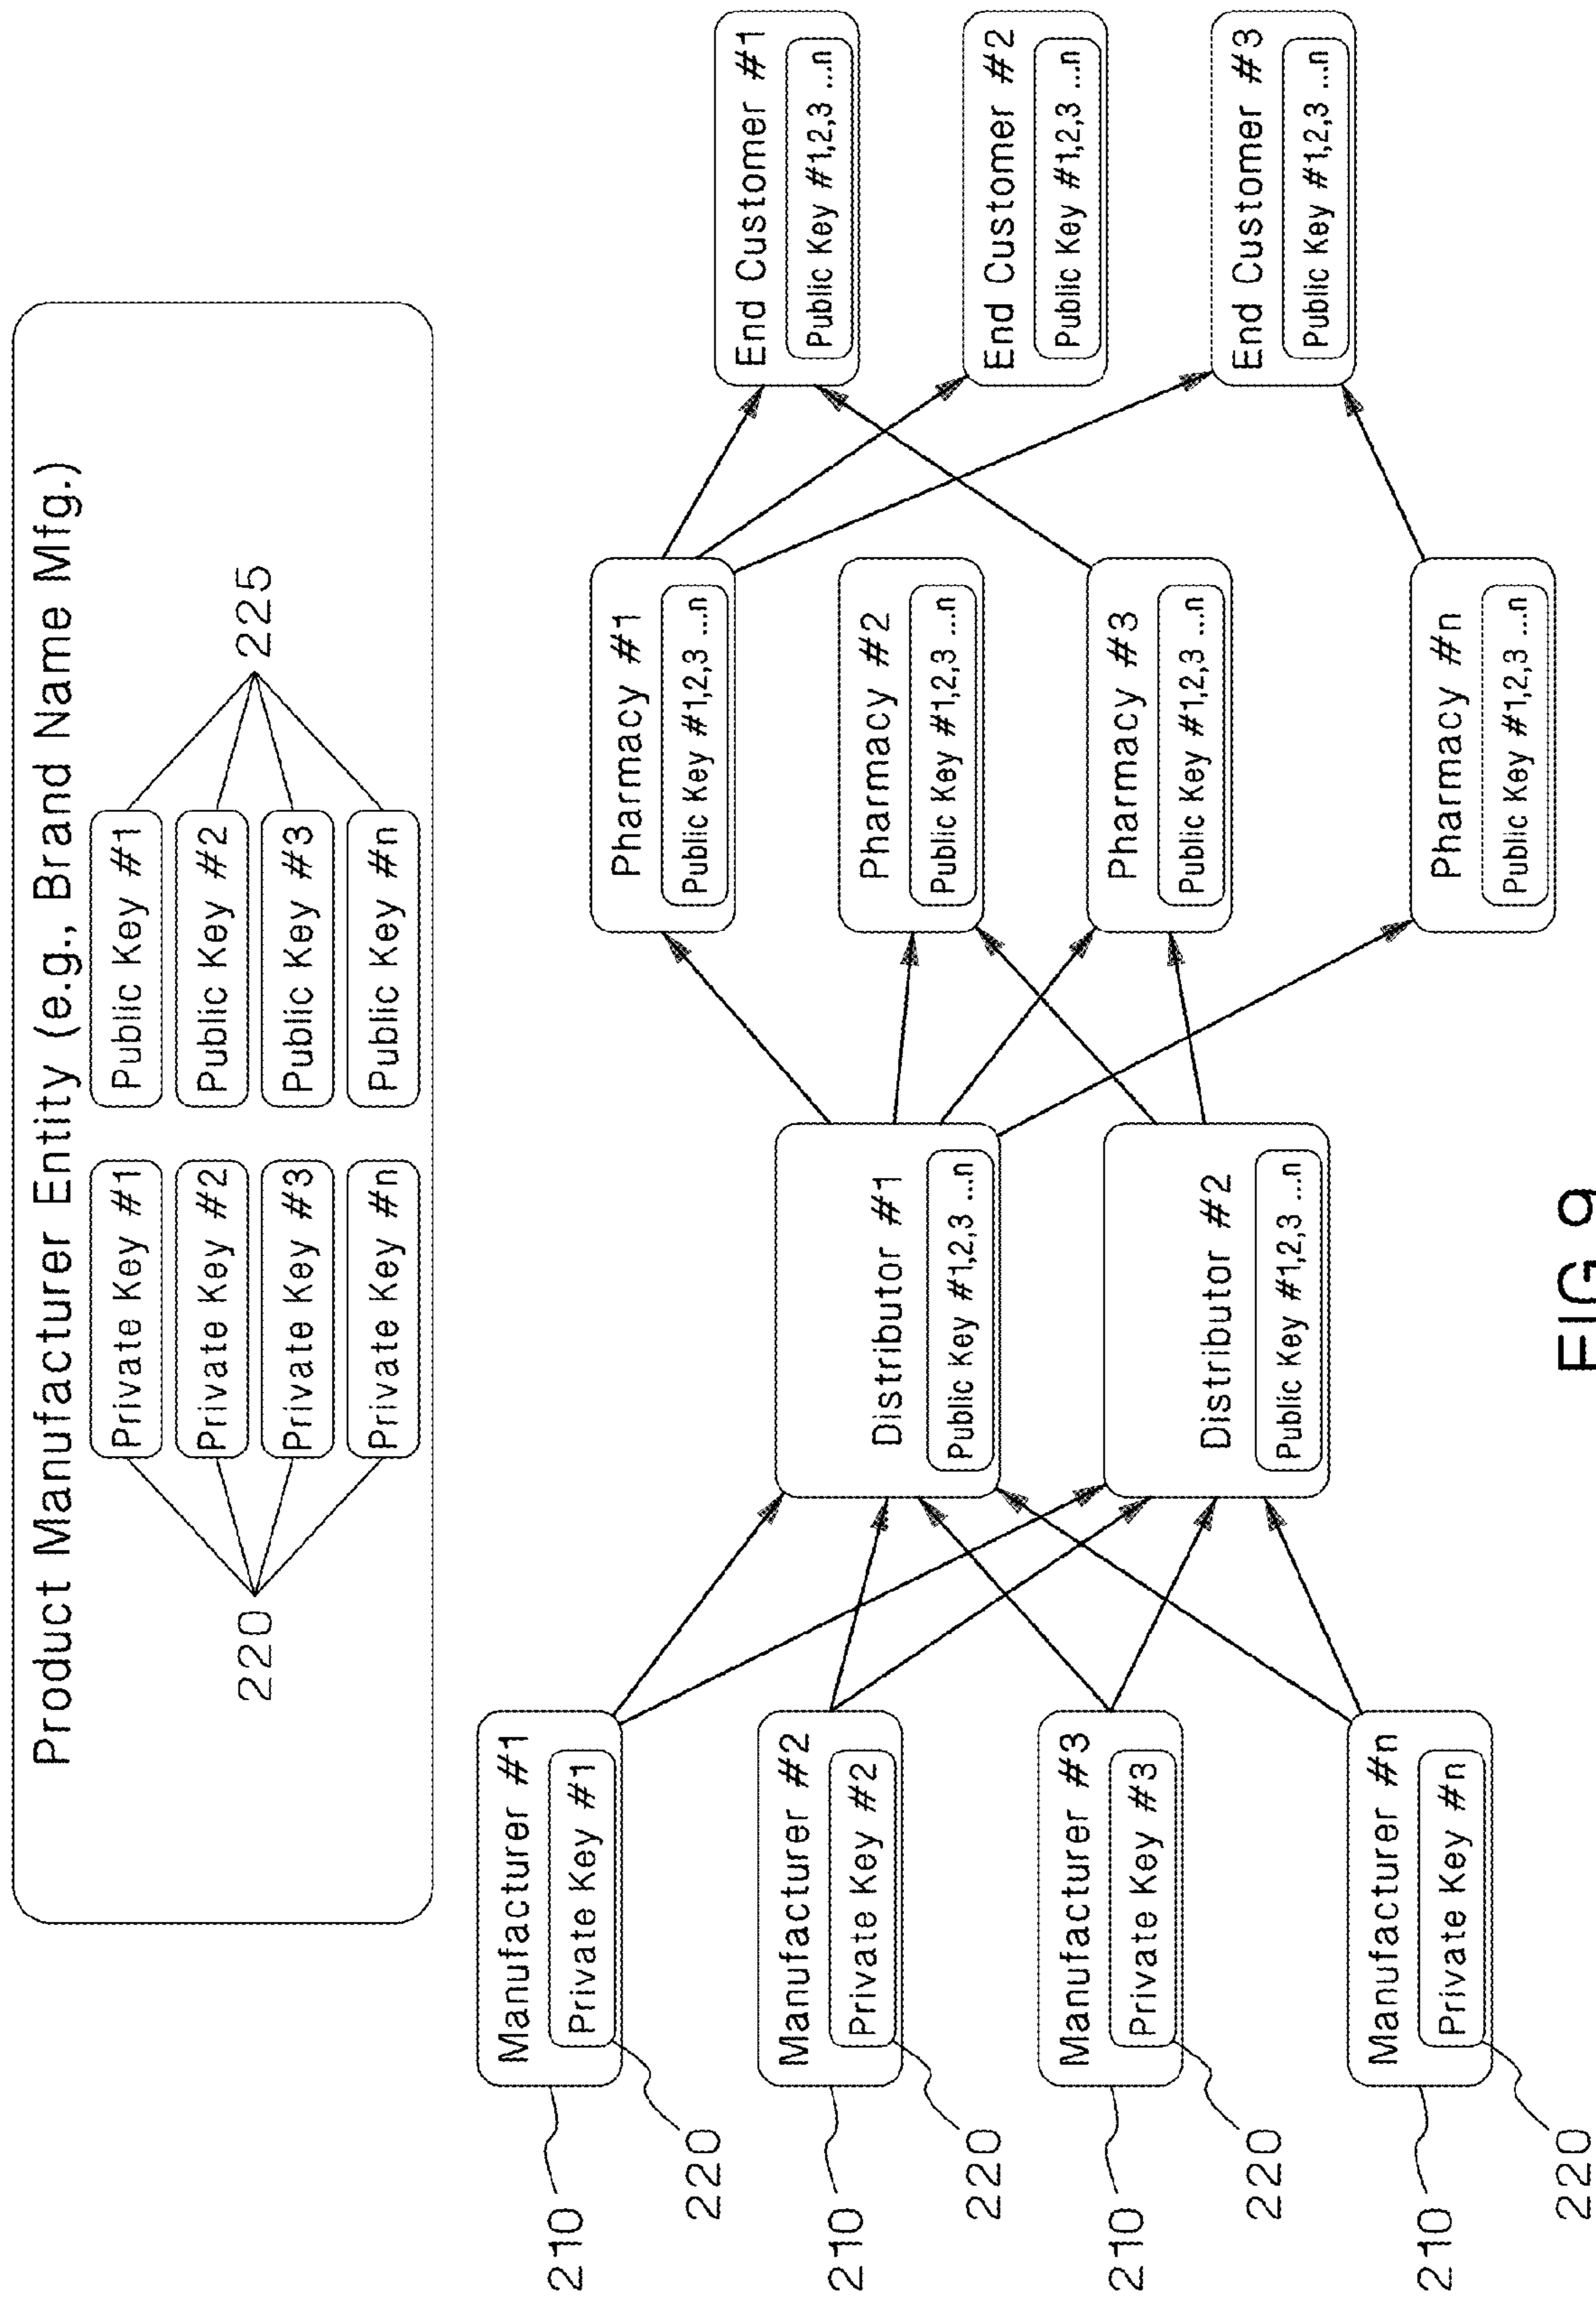 Product Manufacturer Entity (e.g., Brand Name Mfg.)
Private Key #1
Public Key #1
Private Key #2
Public Key #2
Private Key #3
Public Key #3
Private Key #n
Public Key #n
220
225
Manufacturer #1
Private Key #1
210
220
Manufacturer #2
Private Key #2
210
220
Manufacturer #3
Private Key #3
210
220
Manufacturer #n
Private Key #n
210
220
Distributor #1
Public Key #1,2,3 ...n
Distributor #2
Public Key #1,2,3 ...n
Pharmacy #1
Public Key #1,2,3 ...n
Pharmacy #2
Public Key #1,2,3 ...n
Pharmacy #3
Public Key #1,2,3 ...n
Pharmacy #n
Public Key #1,2,3 ...n
End Customer #1
Public Key #1,2,3 ...n
End Customer #2
Public Key #1,2,3 ...n
End Customer #3
Public Key #1,2,3 ...n
FIG.9